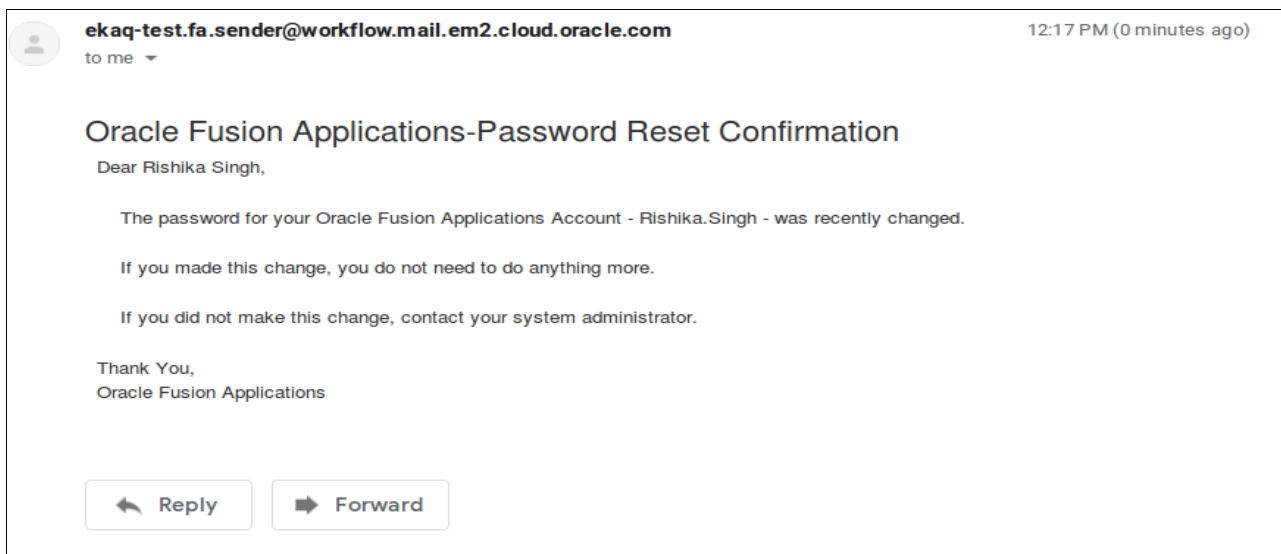 ekaq-test.fa.sender@workflow.mail.em2.cloud.oracle.com
12:17 PM (0 minutes ago)
to me
Oracle Fusion Applications-Password Reset Confirmation
Dear Rishika Singh,
The password for your Oracle Fusion Applications Account - Rishika.Singh - was recently changed.
If you made this change, you do not need to do anything more.
If you did not make this change, contact your system administrator.
Thank You,
Oracle Fusion Applications
Reply
Forward